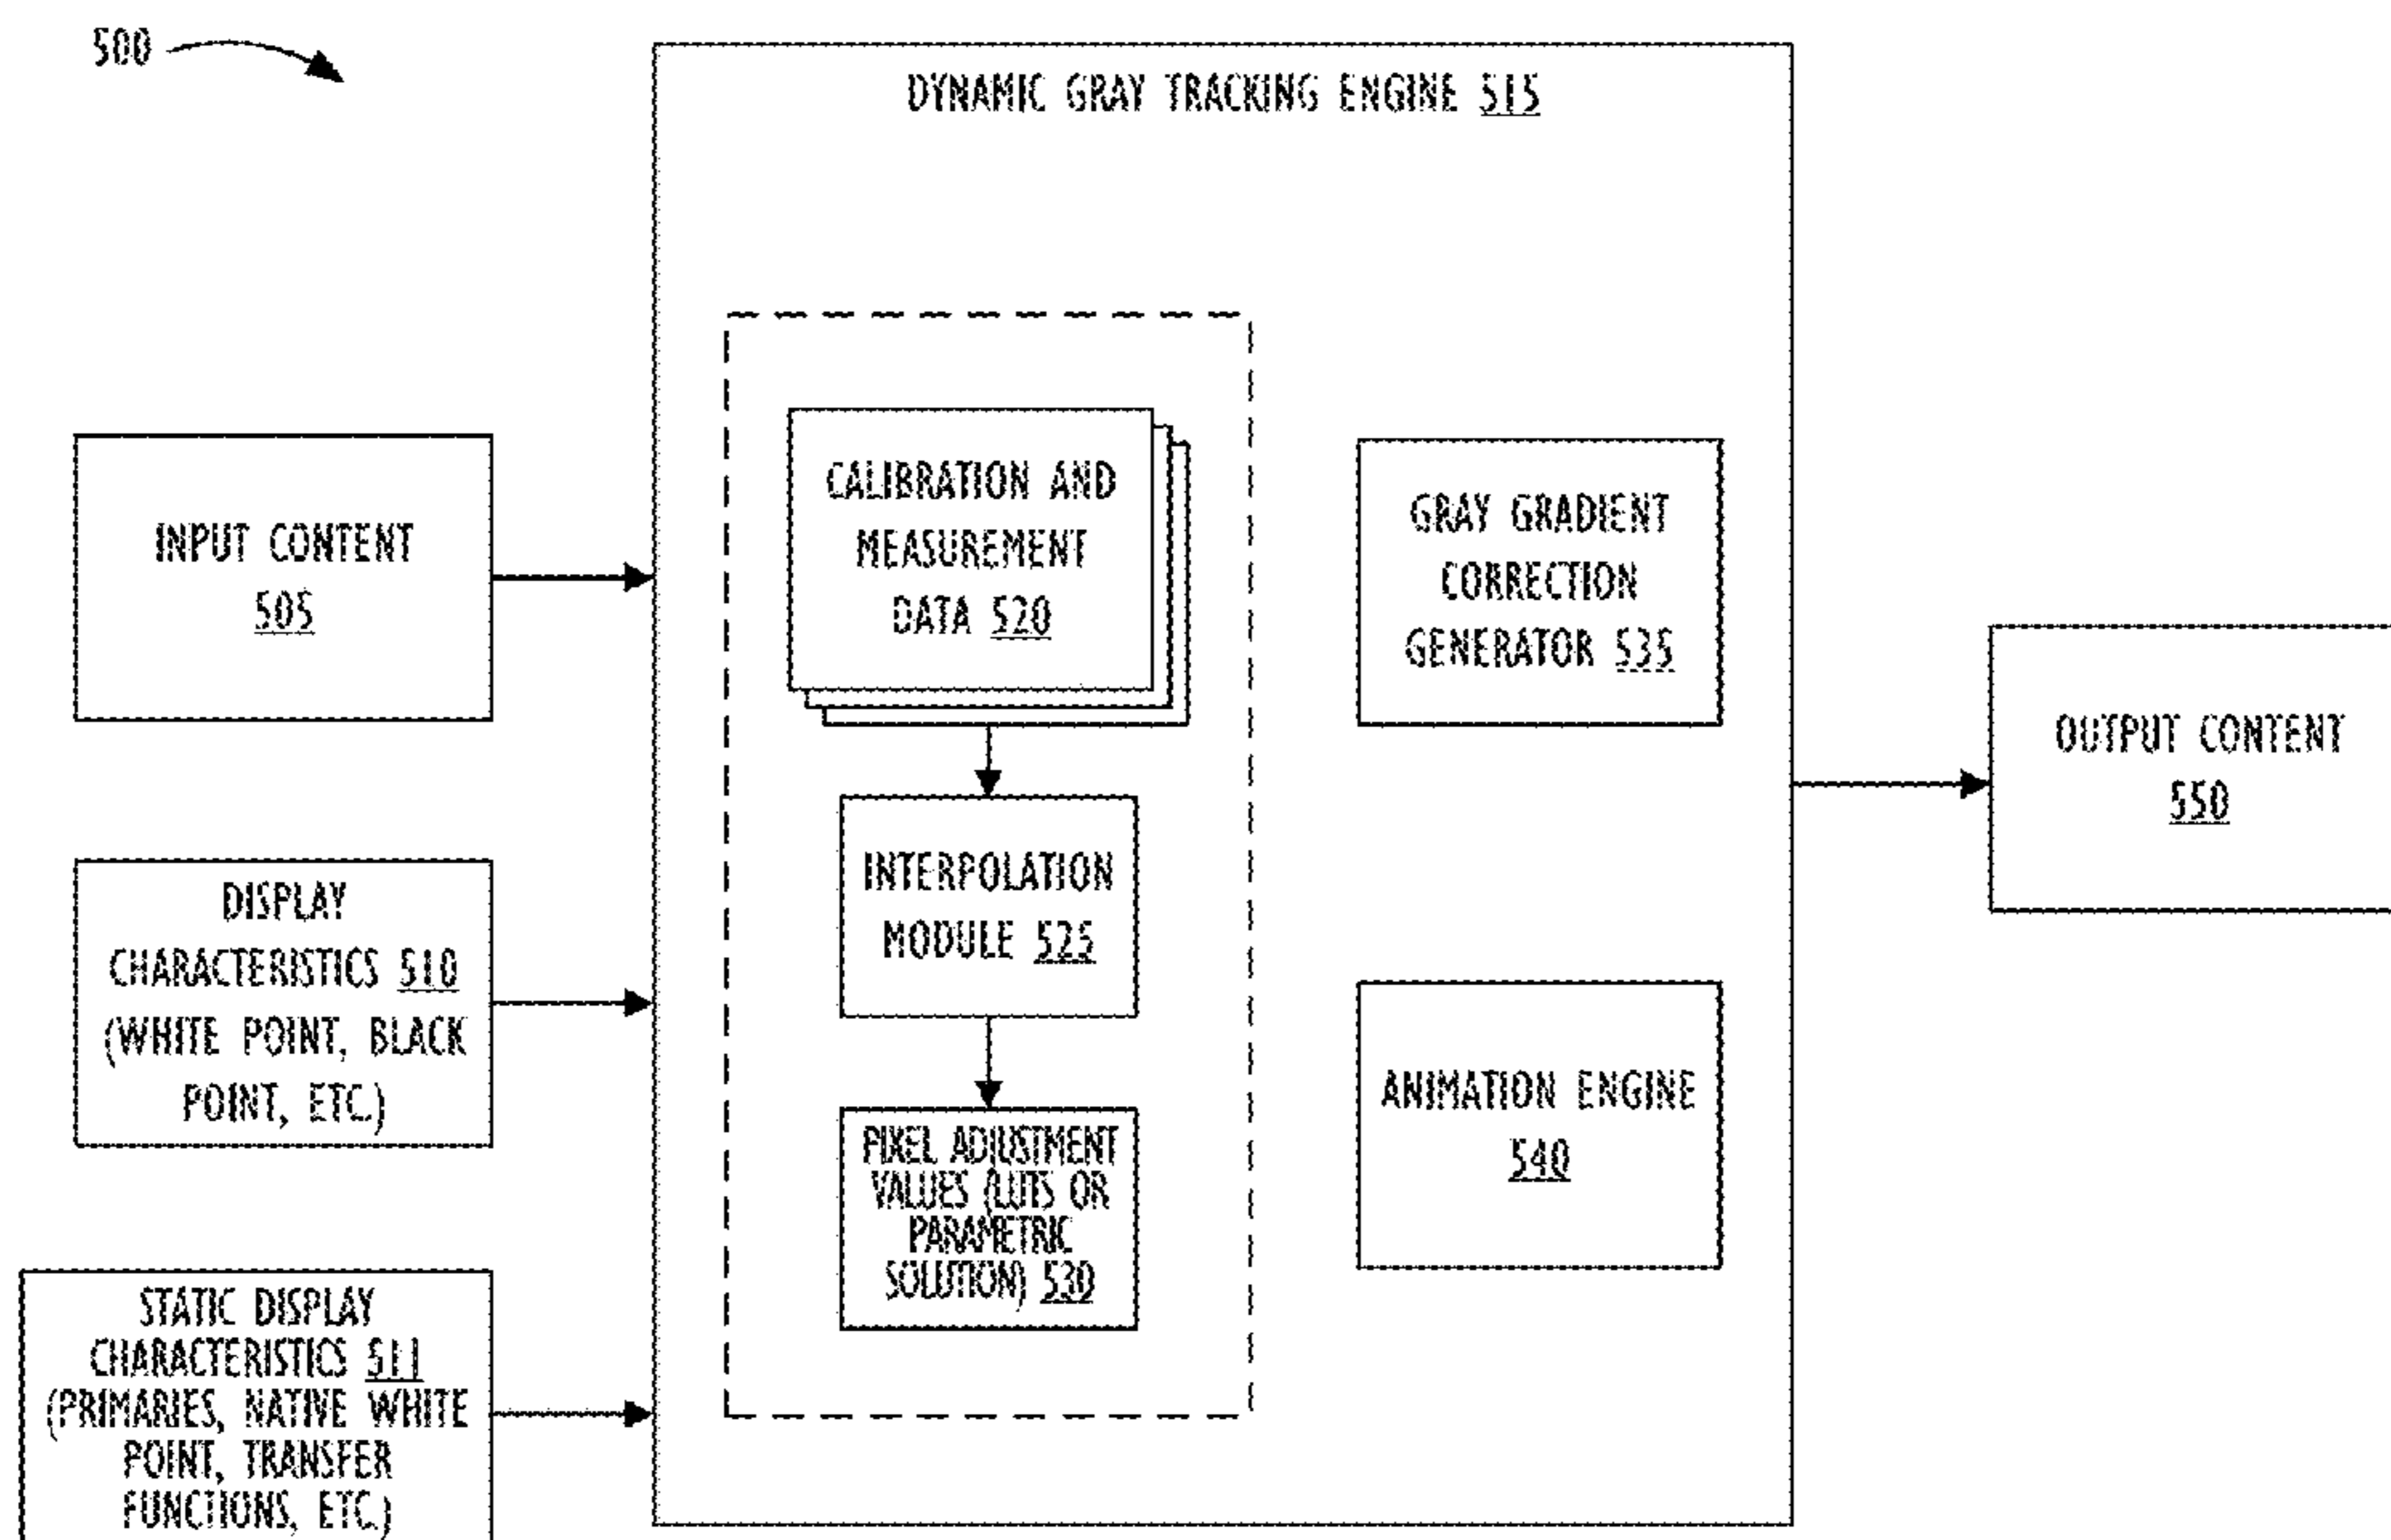 500
DYNAMIC GRAY TRACKING ENGINE 515
INPUT CONTENT
505
DISPLAY
CHARACTERISTICS 510
(WHITE POINT, BLACK
POINT, ETC.)
STATIC DISPLAY
CHARACTERISTICS 511
(PRIMARIES, NATIVE WHITE
POINT, TRANSFER
FUNCTIONS, ETC.)
CALIBRATION AND
MEASUREMENT
DATA 520
INTERPOLATION
MODULE 525
PIXEL ADJUSTMENT
VALUES (LUTS OR
PARAMETRIC
SOLUTION) 530
GRAY GRADIENT
CORRECTION
GENERATOR 535
ANIMATION ENGINE
540
OUTPUT CONTENT
550